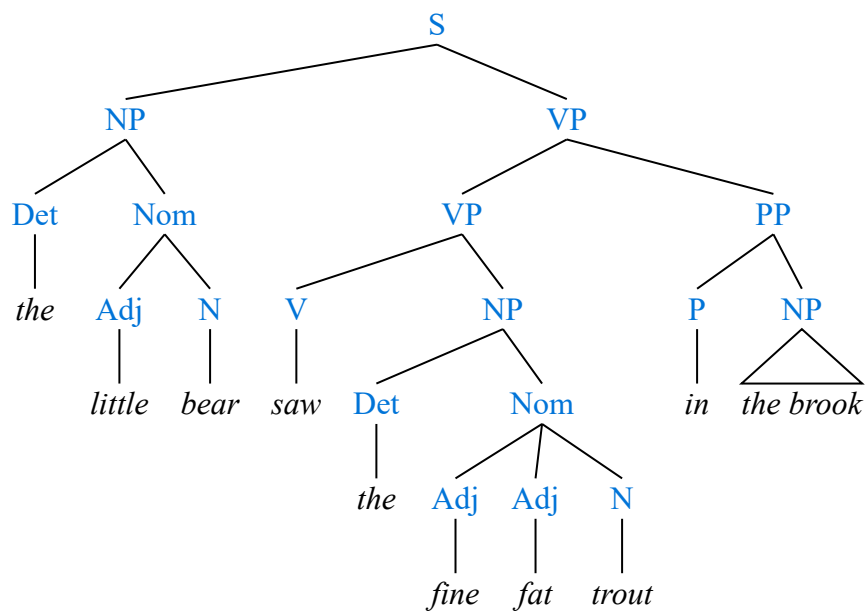 S
NP VP
Det Nom VP PP
the Adj N V NP P NP
little bear saw Det Nom in the brook
the Adj Adj N
fine fat trout